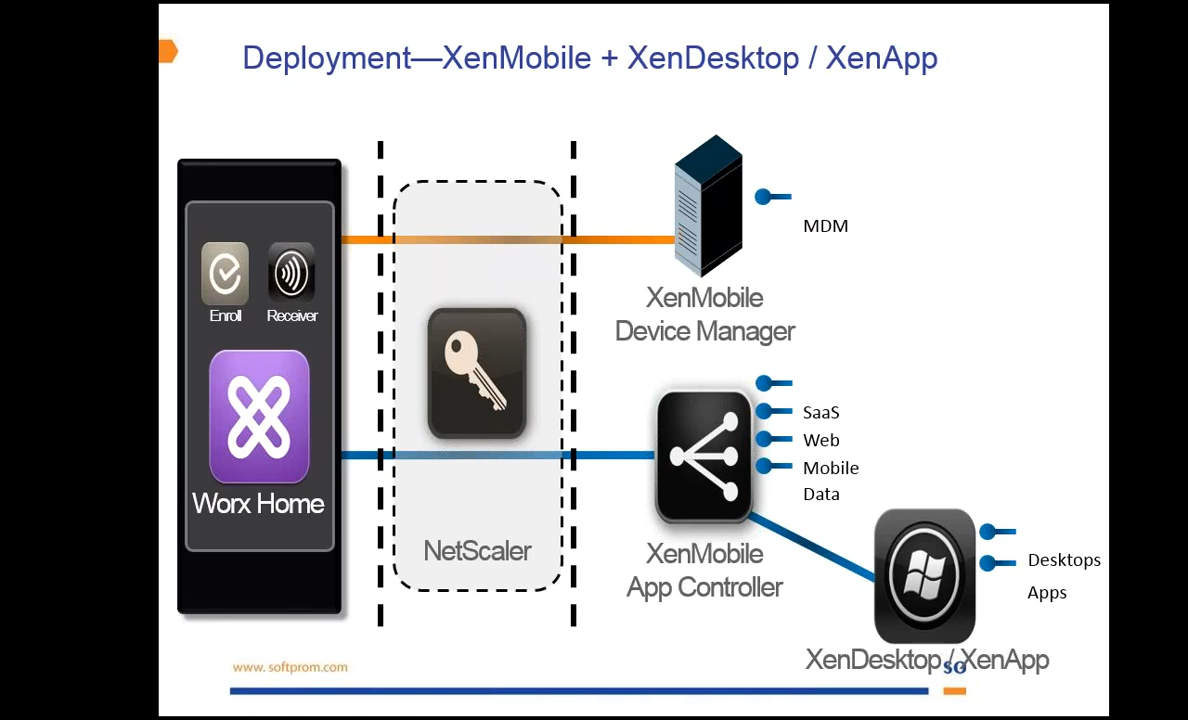 Deployment—XenMobile + XenDesktop / XenApp
MDM
Enroll
Receiver
XenMobile
Device Manager
SaaS
Web
Mobile
Data
Worx Home
NetScaler
XenMobile
App Controller
Desktops
Apps
XenDesktop / XenApp
www.softprom.com
so